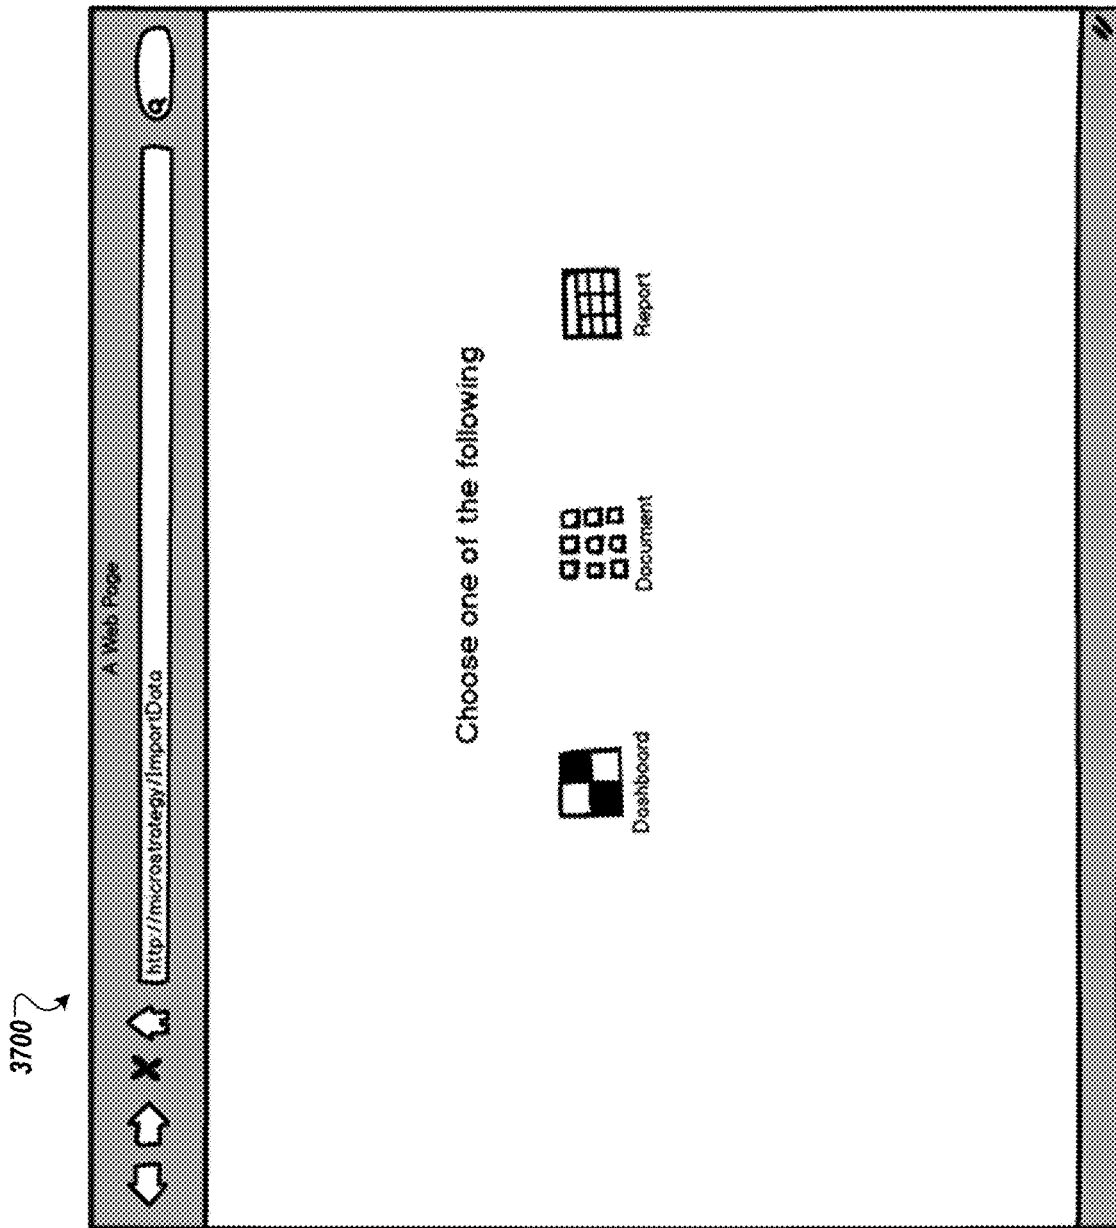 3700
A Web Page
http://microstrategy/ImportData
Choose one of the following
Dashboard
Document
Report